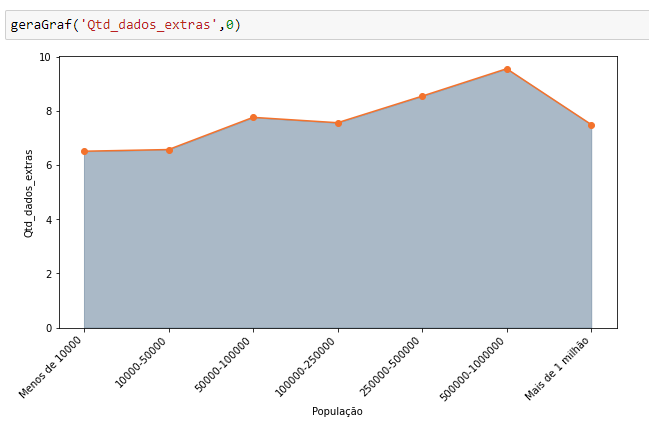 geraGraf('Qtd_dados_extras',0)
10
8
6
4
2
0
Qtd_dados_extras
Menos de 10000
10000-50000
50000-100000
100000-250000
250000-500000
500000-1000000
Mais de 1 milhão
População